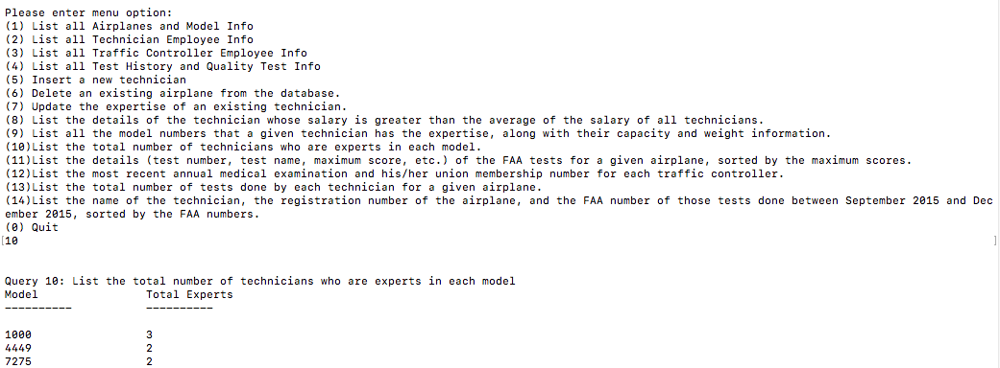 Please enter menu option:
(1) List all Airplanes and Model Info
(2) List all Technician Employee Info
(3) List all Traffic Controller Employee Info
(4) List all Test History and Quality Test Info
(5) Insert a new technician
(6) Delete an existing airplane from the database.
(7) Update the expertise of an existing technician.
(8) List the details of the technician whose salary is greater than the average of the salary of all technicians.
(9) List all the model numbers that a given technician has the expertise, along with their capacity and weight information.
(10)List the total number of technicians who are experts in each model.
(11)List the details (test number, test name, maximum score, etc.) of the FAA tests for a given airplane, sorted by the maximum scores.
(12)List the most recent annual medical examination and his/her union membership number for each traffic controller.
(13)List the total number of tests done by each technician for a given airplane.
(14)List the name of the technician, the registration number of the airplane, and the FAA number of those tests done between September 2015 and Dec
ember 2015, sorted by the FAA numbers.
(0) Quit
[10 ]
Query 10: List the total number of technicians who are experts in each model
Model Total Experts
---------- ----------
1000 3
4449 2
7275 2